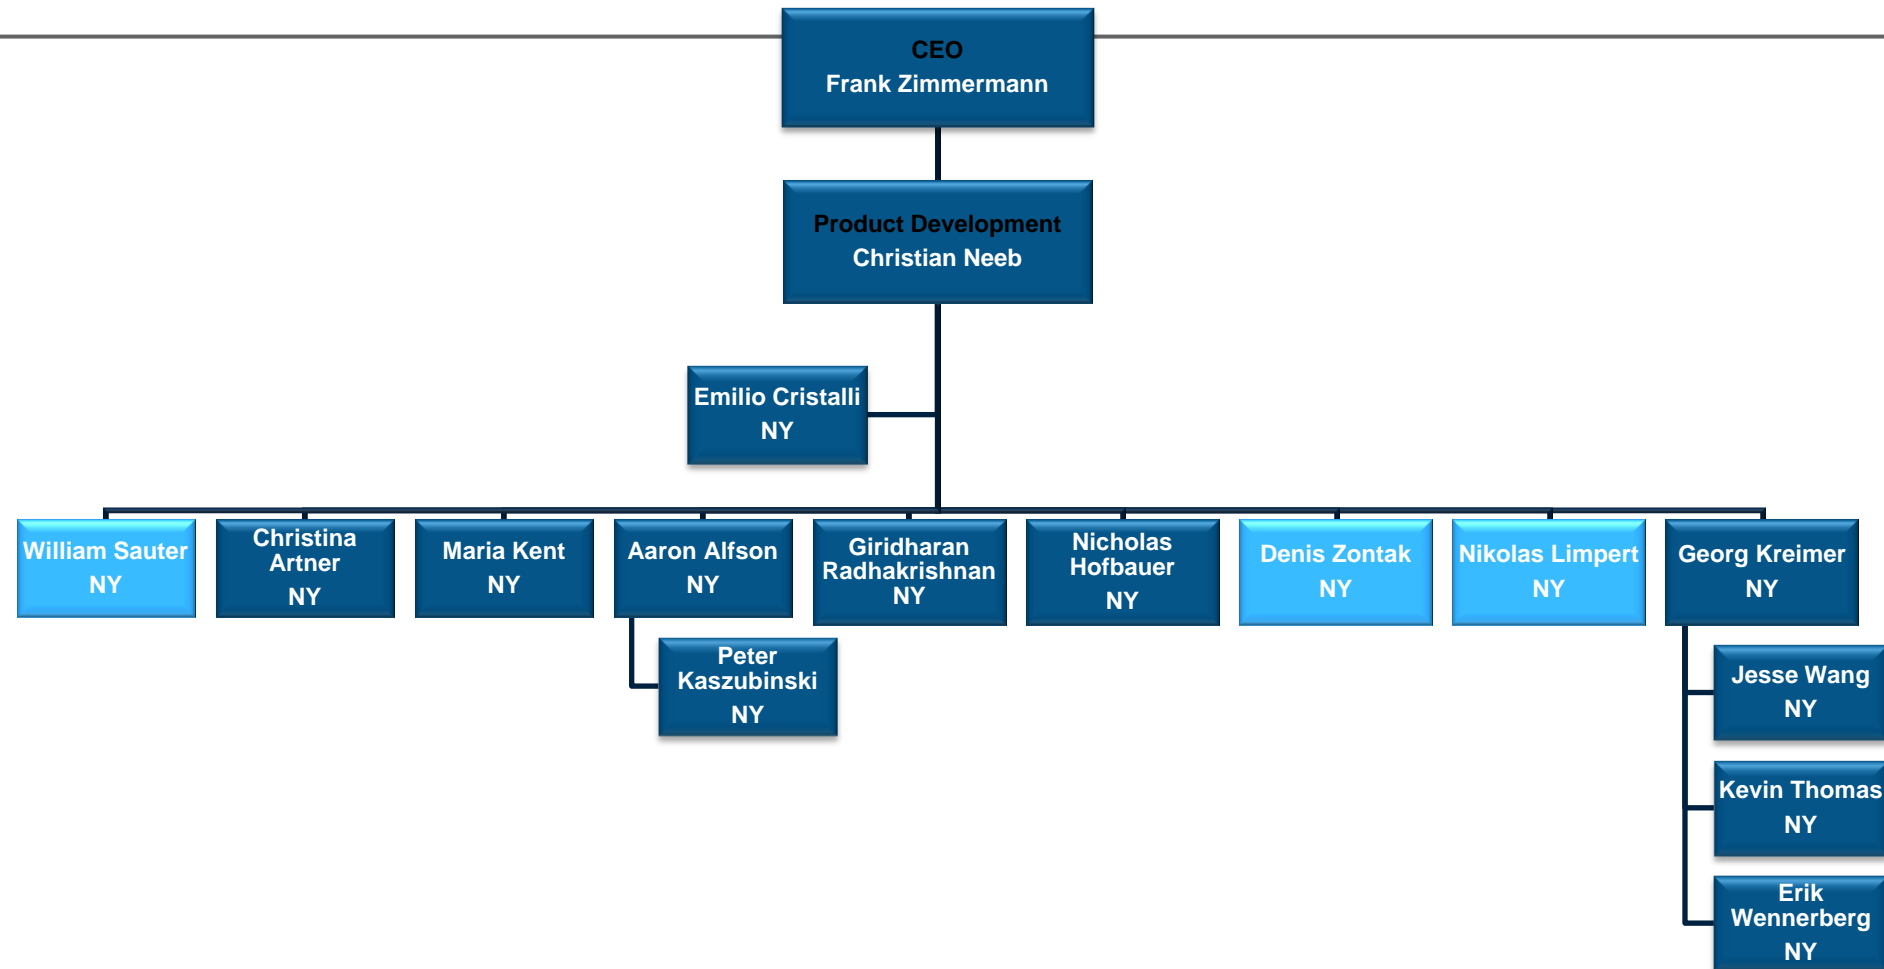 CEO
Frank Zimmermann
Product Development
Christian Neeb
Emilio Cristalli
NY
William Sauter
NY
Christina
Artner
NY
Maria Kent
NY
Aaron Alfson
NY
Giridharan
Radhakrishnan
NY
Nicholas
Hofbauer
NY
Denis Zontak
NY
Nikolas Limpert
NY
Georg Kreimer
NY
Peter
Kaszubinski
NY
Jesse Wang
NY
Kevin Thomas
NY
Erik
Wennerberg
NY